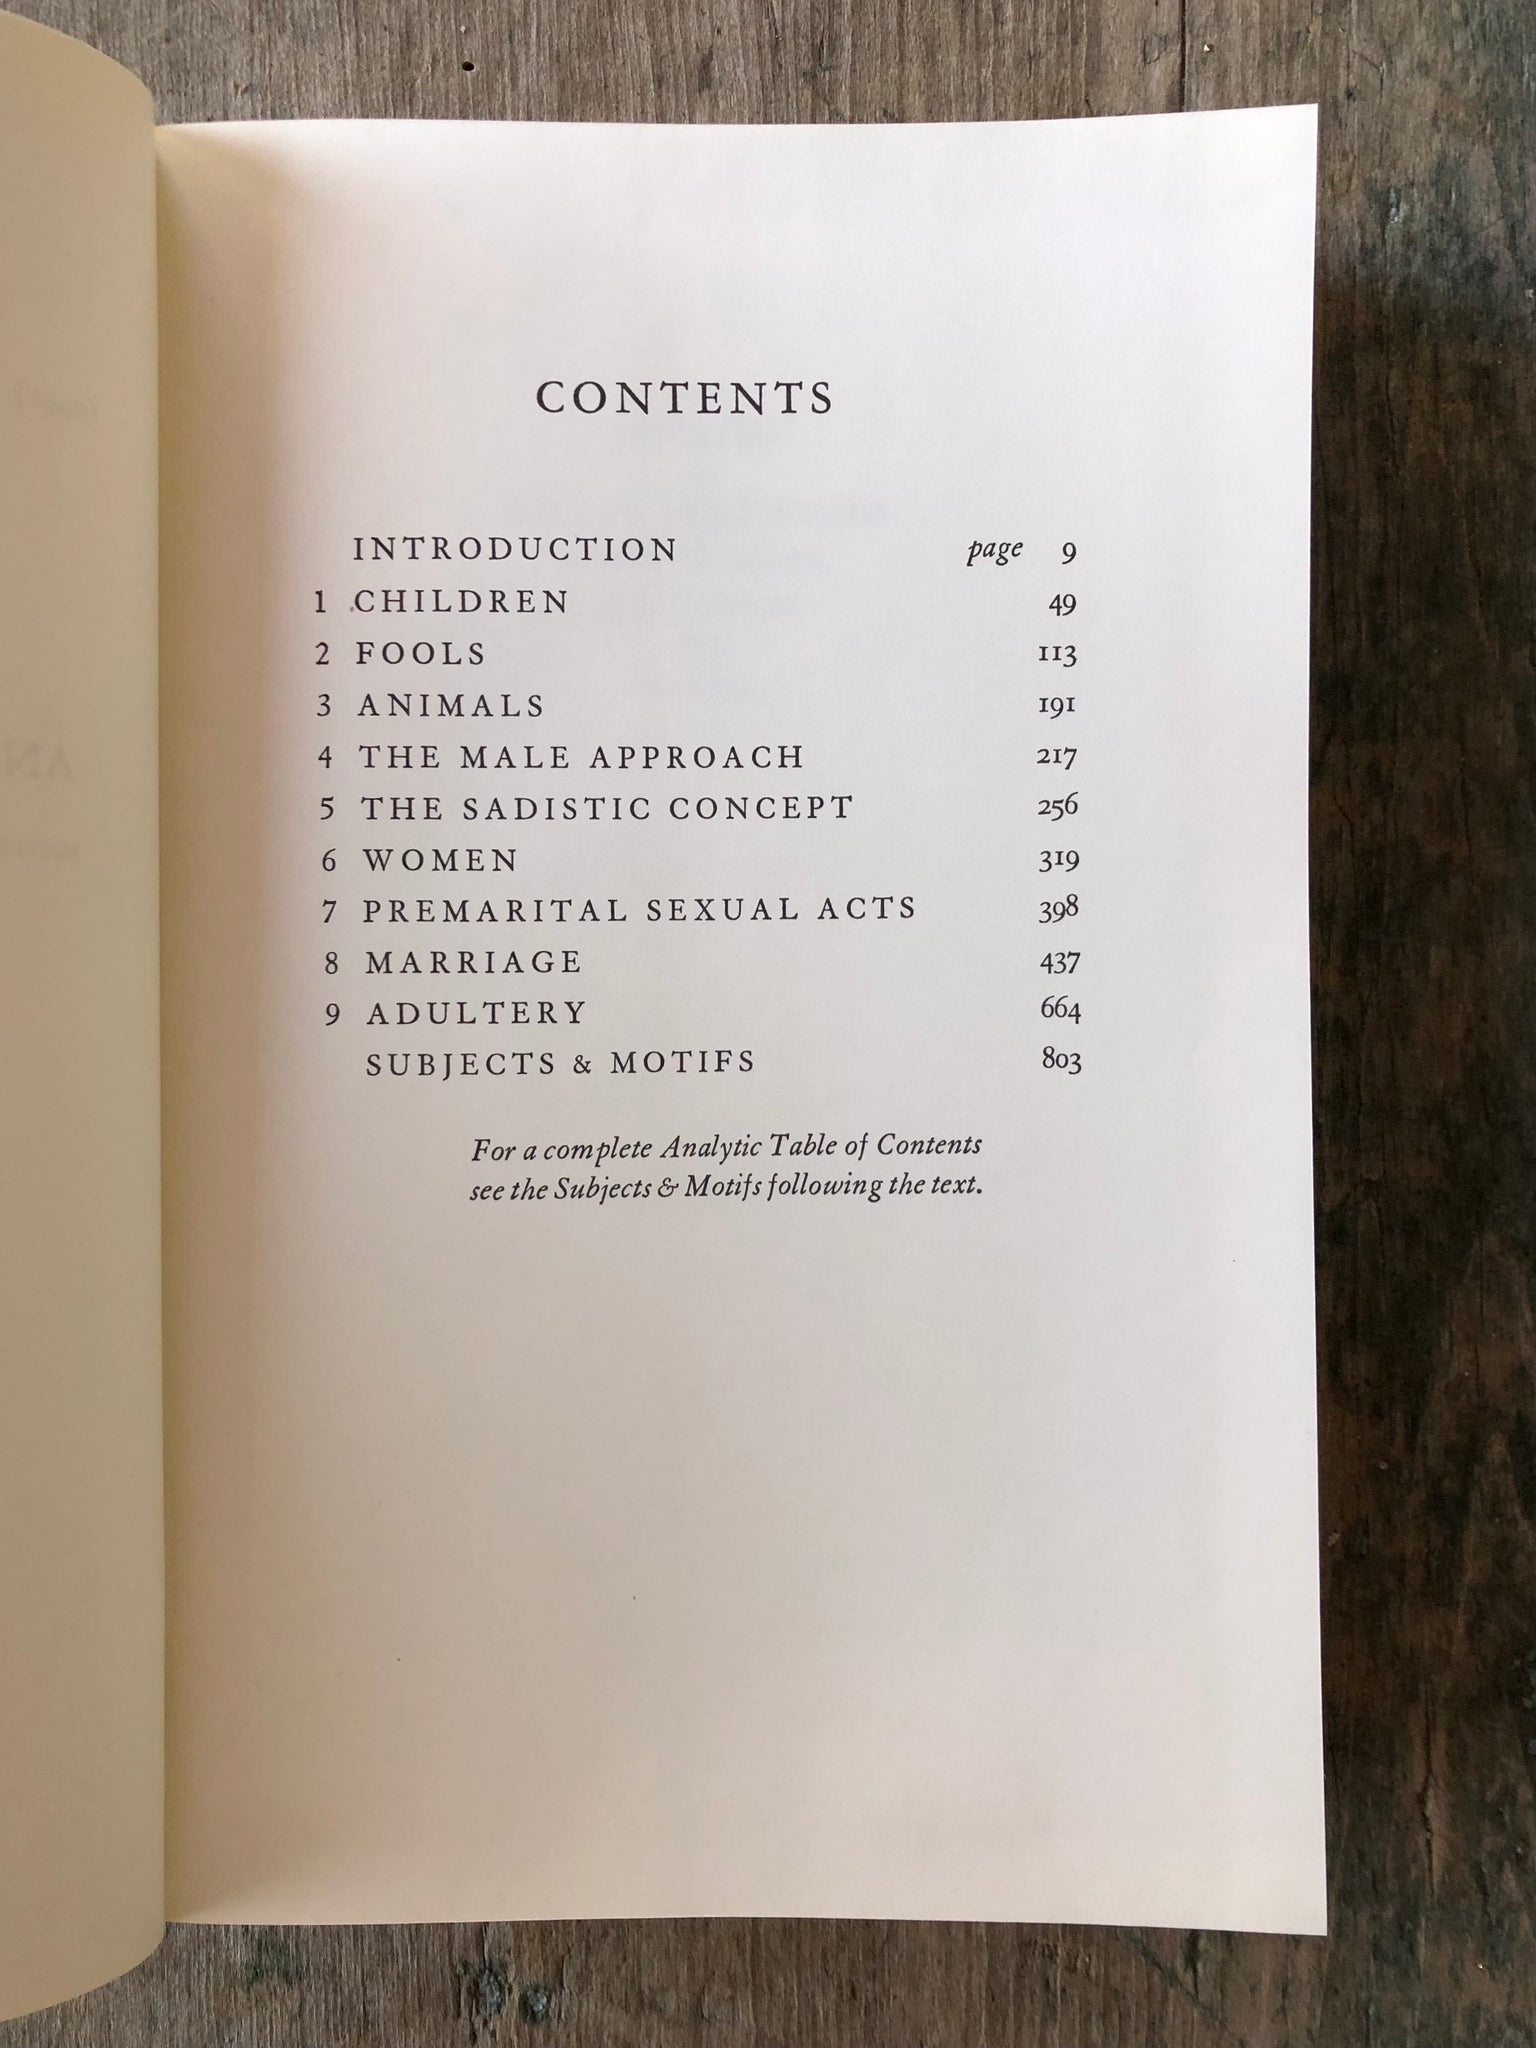 CONTENTS
INTRODUCTION page 9
1 CHILDREN 49
2 FOOLS 113
3 ANIMALS 191
4 THE MALE APPROACH 217
5 THE SADISTIC CONCEPT 256
6 WOMEN 319
7 PREMARITAL SEXUAL ACTS 398
8 MARRIAGE 437
9 ADULTERY 664
SUBJECTS & MOTIFS 803
For a complete Analytic Table of Contents
see the Subjects & Motifs following the text.